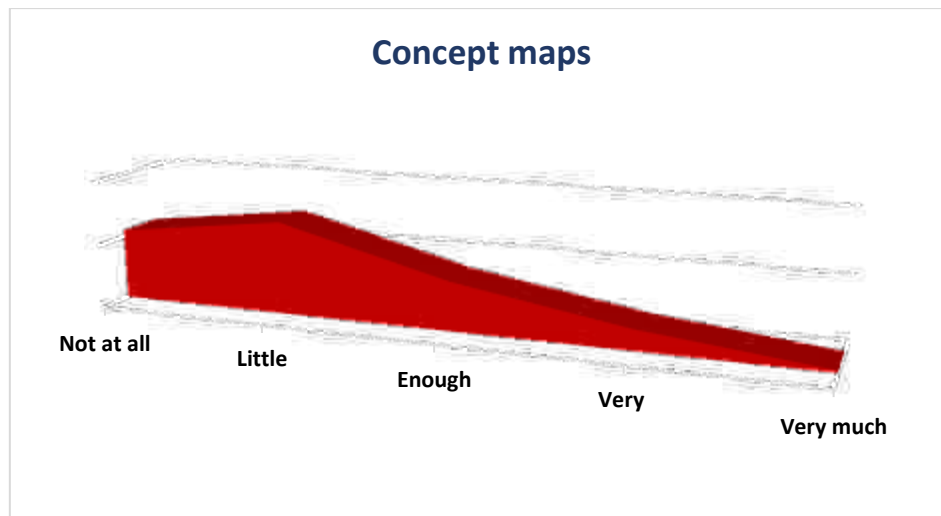 Concept maps
Not at all
Little
Enough
Very
Very much